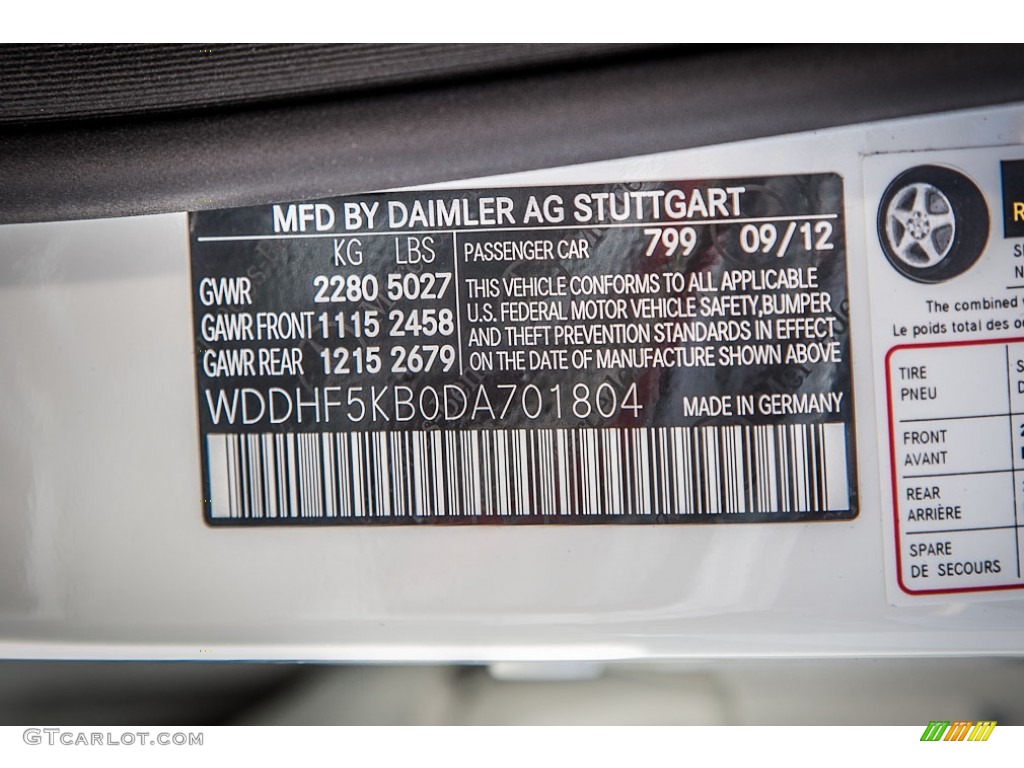 MFD BY DAIMLER AG STUTTGART
KG LBS
PASSENGER CAR 799 09/12
GVWR 2280 5027
GAWR FRONT 1115 2458
GAWR REAR 1215 2679
THIS VEHICLE CONFORMS TO ALL APPLICABLE
U.S. FEDERAL MOTOR VEHICLE SAFETY,BUMPER
AND THEFT PREVENTION STANDARDS IN EFFECT
ON THE DATE OF MANUFACTURE SHOWN ABOVE
WDDHF5KB0DA701804
MADE IN GERMANY
The combined
Le poids total des
TIRE
PNEU
FRONT
AVANT
REAR
ARRIÈRE
SPARE
DE SECOURS
GTCARLOT.COM